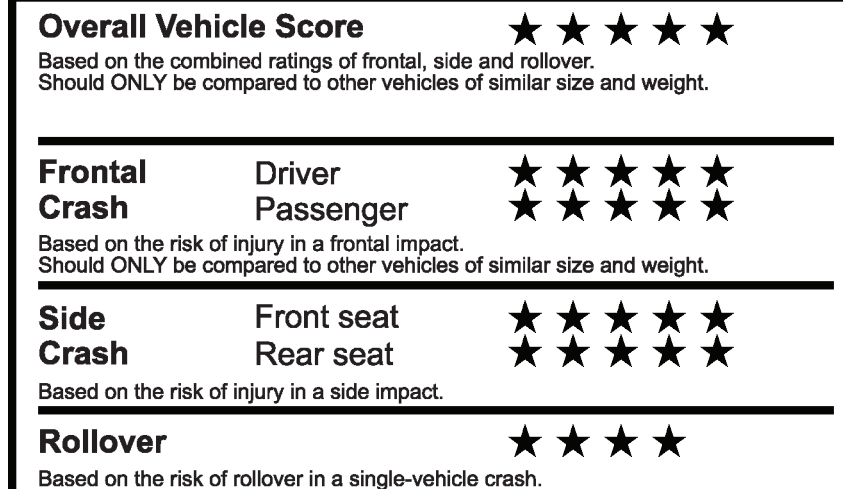 Overall Vehicle Score ★ ★ ★ ★ ★
Based on the combined ratings of frontal, side and rollover.
Should ONLY be compared to other vehicles of similar size and weight.
Frontal Driver ★ ★ ★ ★ ★
Crash Passenger ★ ★ ★ ★ ★
Based on the risk of injury in a frontal impact.
Should ONLY be compared to other vehicles of similar size and weight.
Side Front seat ★ ★ ★ ★ ★
Crash Rear seat ★ ★ ★ ★ ★
Based on the risk of injury in a side impact.
Rollover ★ ★ ★ ★
Based on the risk of rollover in a single-vehicle crash.